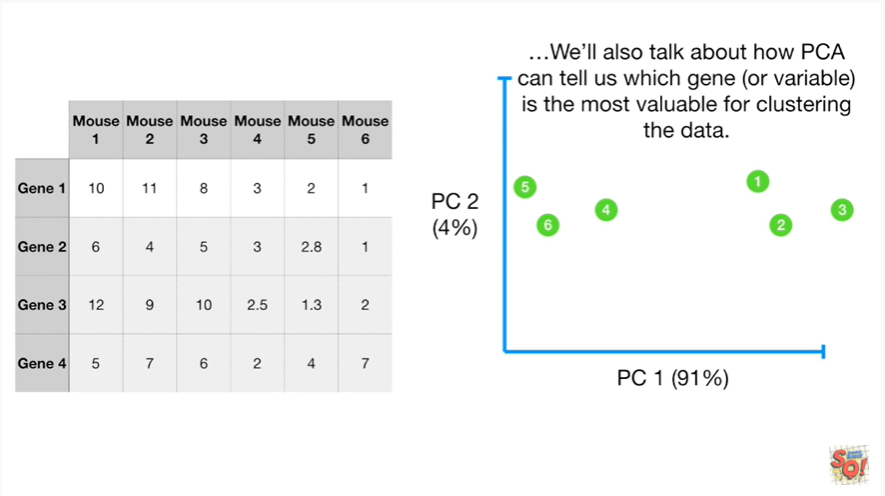 …We'll also talk about how PCA
can tell us which gene (or variable)
is the most valuable for clustering
the data.
Mouse Mouse Mouse Mouse Mouse Mouse
1 2 3 4 5 6
Gene 1 10 11 8 3 2 1
Gene 2 6 4 5 3 2.8 1
Gene 3 12 9 10 2.5 1.3 2
Gene 4 5 7 6 2 4 7
PC 2
(4%)
5 1
4 3
6 2
PC 1 (91%)
SQ!